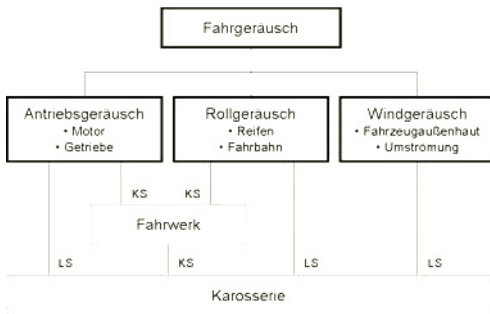 Fahrgeräusch
Antriebsgeräusch
• Motor
• Getriebe
Rollgeräusch
• Reifen
• Fahrbahn
Windgeräusch
• Fahrzeugaußenhaut
• Umströmung
KS
KS
Fahrwerk
LS
KS
LS
LS
Karosserie